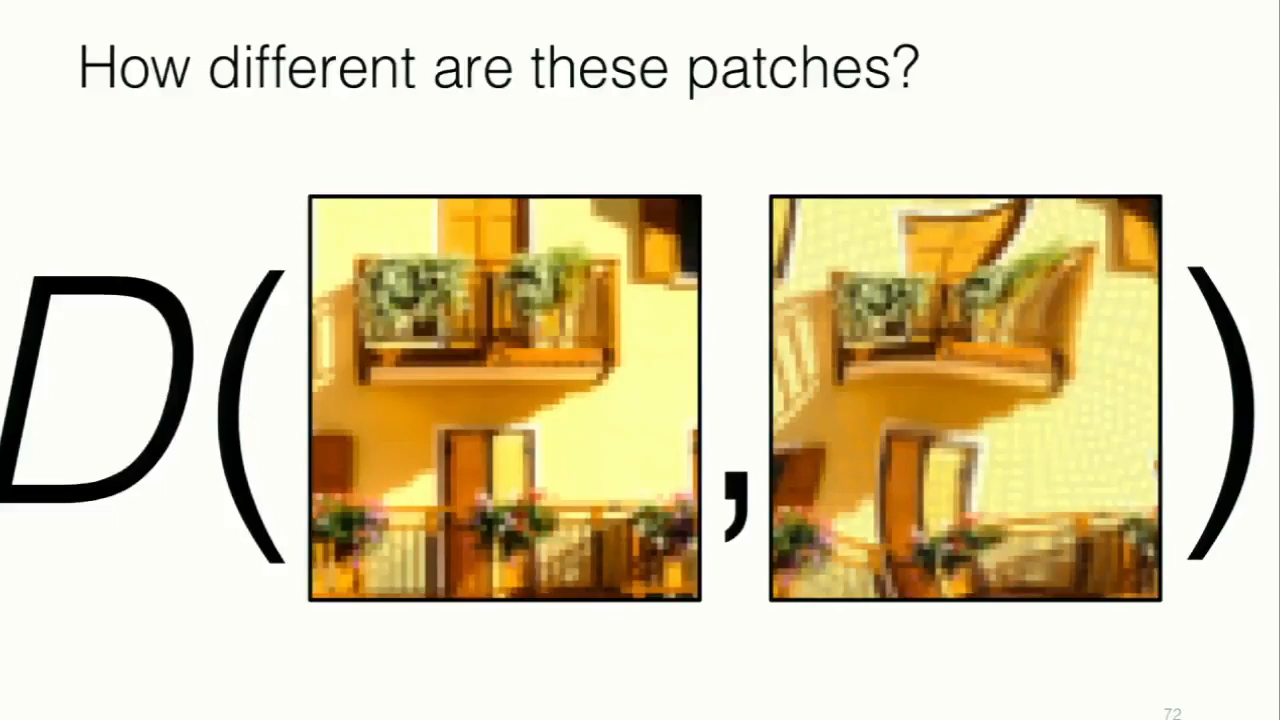 How different are these patches?
D( , )
72